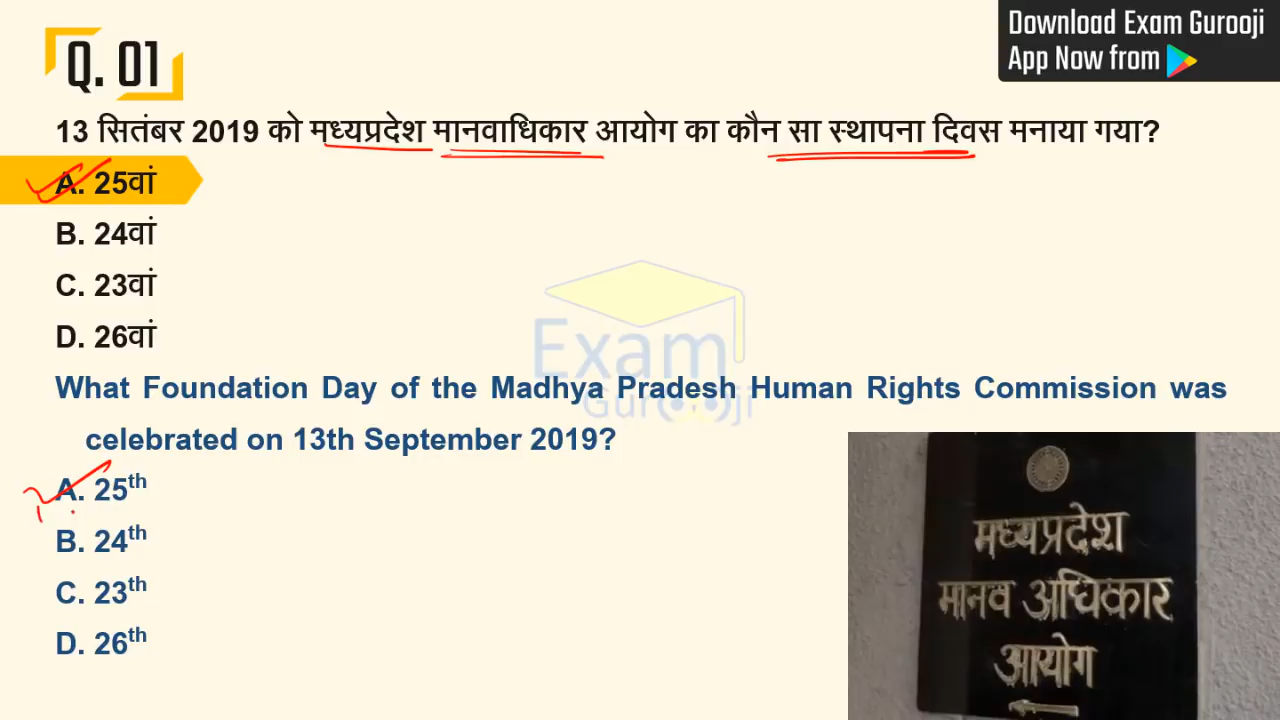 Download Exam Gurooji
App Now from
Q. 01
13 सितंबर 2019 को मध्यप्रदेश मानवाधिकार आयोग का कौन सा स्थापना दिवस मनाया गया?
A. 25वां
B. 24वां
C. 23वां
D. 26वां
Exam
Gurooji
What Foundation Day of the Madhya Pradesh Human Rights Commission was
celebrated on 13th September 2019?
A. 25th
B. 24th
C. 23th
D. 26th
मध्यप्रदेश
मानव अधिकार
आयोग